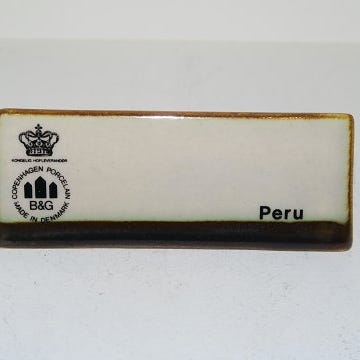 KONGELIG HOFLEVERANDØR
COPENHAGEN PORCELAIN
B&G
MADE IN DENMARK
Peru